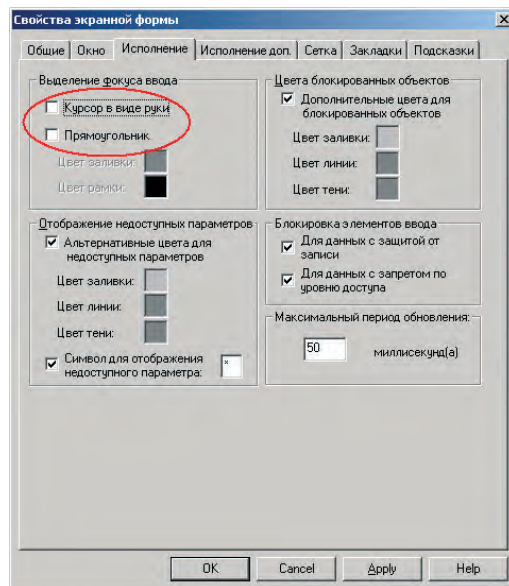 Свойства экранной формы
Общие Окно Исполнение Исполнение доп. Сетка Закладки Подсказки
Выделение фокуса ввода
Курсор в виде руки
Прямоугольник
Цвет заливки:
Цвет рамки:
Цвета блокированных объектов
Дополнительные цвета для
блокированных объектов
Цвет заливки:
Цвет линии:
Цвет тени:
Отображение недоступных параметров
Альтернативные цвета для
недоступных параметров
Цвет заливки:
Цвет линии:
Цвет тени:
Символ для отображения
недоступного параметра:
*
Блокировка элементов ввода
Для данных с защитой от
записи
Для данных с запретом по
уровню доступа
Максимальный период обновления:
50 миллисекунд(а)
OK Cancel Apply Help